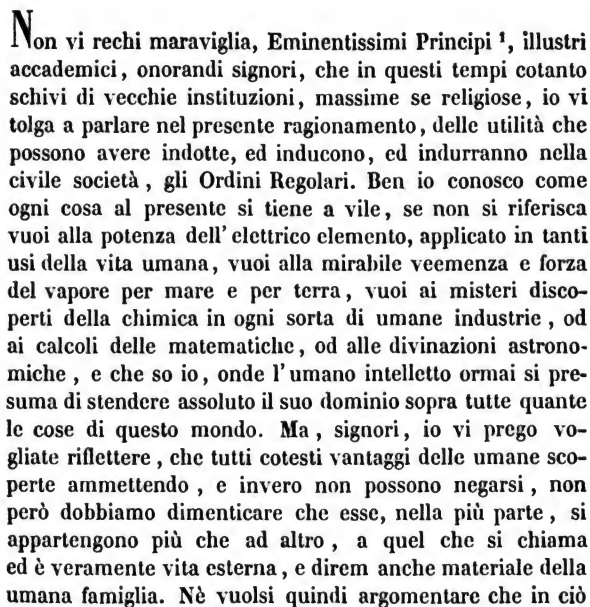 Non vi rechi maraviglia, Eminentissimi Principi ¹, illustri
accademici, onorandi signori, che in questi tempi cotanto
schivi di vecchie instituzioni, massime se religiose, io vi
tolga a parlare nel presente ragionamento, delle utilità che
possono avere indotte, ed inducono, ed indurranno nella
civile società, gli Ordini Regolari. Ben io conosco come
ogni cosa al presente si tiene a vile, se non si riferisca
vuoi alla potenza dell'elettrico elemento, applicato in tanti
usi della vita umana, vuoi alla mirabile veemenza e forza
del vapore per mare e per terra, vuoi ai misteri disco-
perti della chimica in ogni sorta di umane industrie, od
ai calcoli delle matematiche, od alle divinazioni astrono-
miche, e che so io, onde l'umano intelletto ormai si pre-
suma di stendere assoluto il suo dominio sopra tutte quante
le cose di questo mondo. Ma, signori, io vi prego vo-
gliate riflettere, che tutti cotesti vantaggi delle umane sco-
perte ammettendo, e invero non possono negarsi, non
però dobbiamo dimenticare che esse, nella più parte, si
appartengono più che ad altro, a quel che si chiama
ed è veramente vita esterna, e direm anche materiale della
umana famiglia. Nè vuolsi quindi argomentare che in ciò